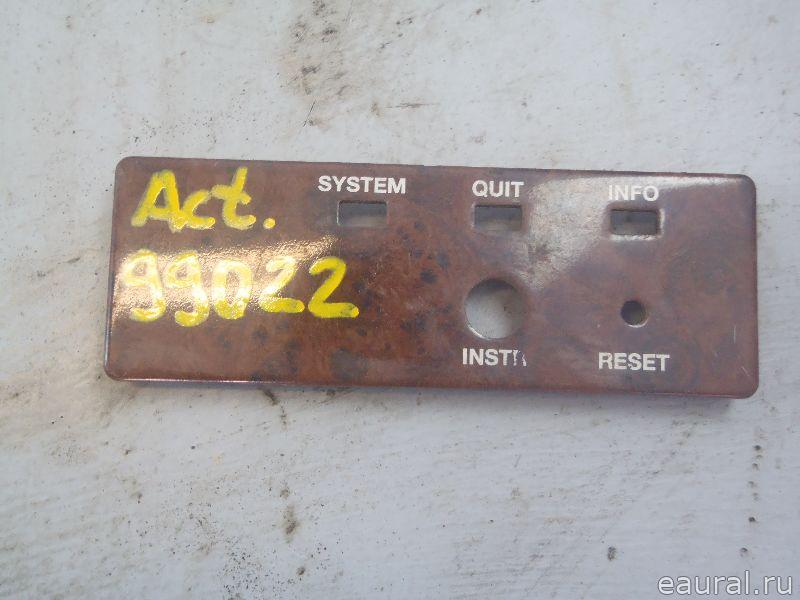 Act.
99022
SYSTEM QUIT INFO
INSTR RESET
eaural.ru